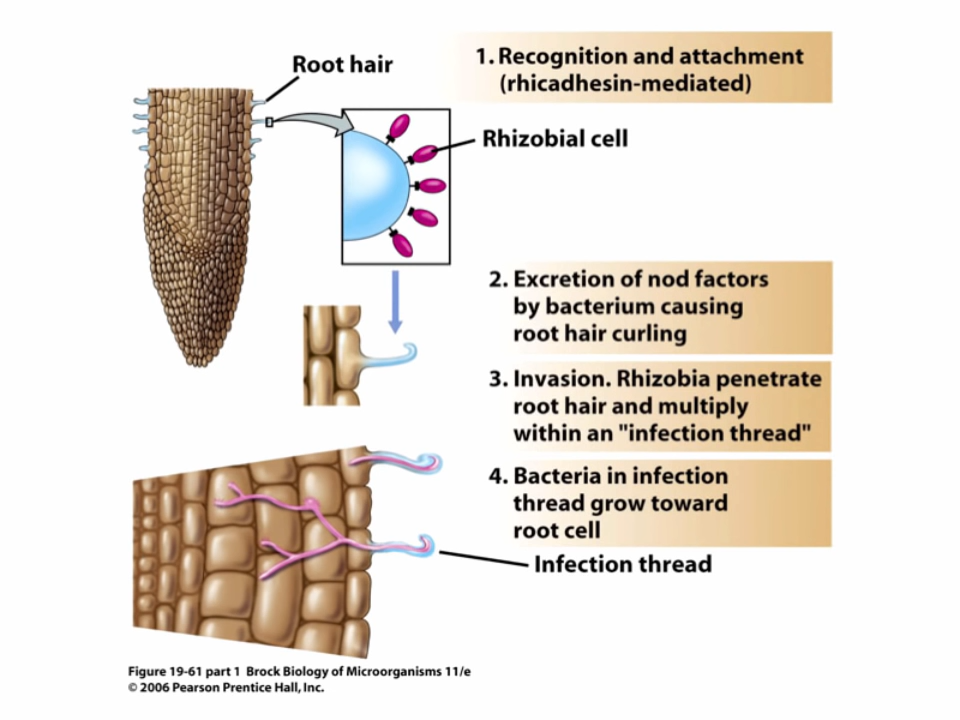 Root hair
1. Recognition and attachment
(rhicadhesin-mediated)
Rhizobial cell
2. Excretion of nod factors
by bacterium causing
root hair curling
3. Invasion. Rhizobia penetrate
root hair and multiply
within an "infection thread"
4. Bacteria in infection
thread grow toward
root cell
Infection thread
Figure 19-61 part 1 Brock Biology of Microorganisms 11/e
© 2006 Pearson Prentice Hall, Inc.